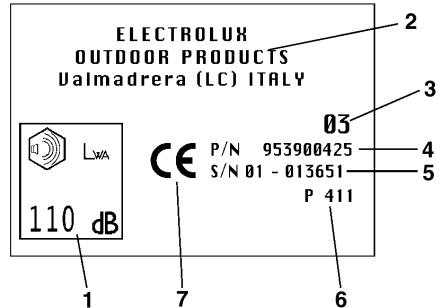 ELECTROLUX
OUTDOOR PRODUCTS
Valmadrera (LC) ITALY
2
03
3
P/N 953900425
4
S/N 01 - 013651
5
P 411
LWA
CE
110 dB
1
7
6